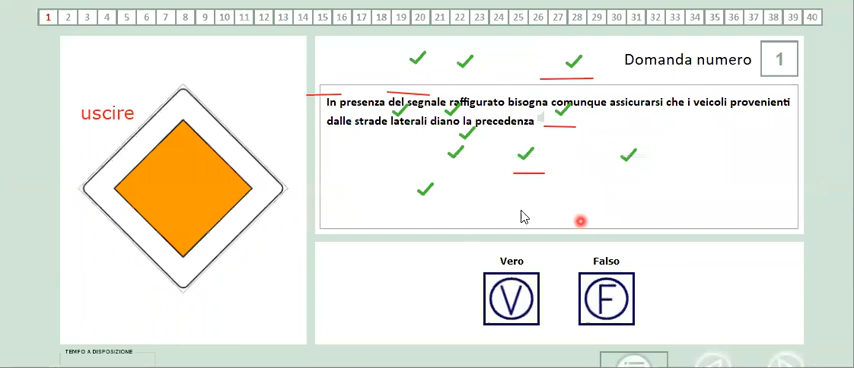 1 2 3 4 5 6 7 8 9 10 11 12 13 14 15 16 17 18 19 20 21 22 23 24 25 26 27 28 29 30 31 32 33 34 35 36 37 38 39 40
Domanda numero 1
uscire
In presenza del segnale raffigurato bisogna comunque assicurarsi che i veicoli provenienti
dalle strade laterali diano la precedenza
Vero Falso
V F
TEMPO A DISPOSIZIONE